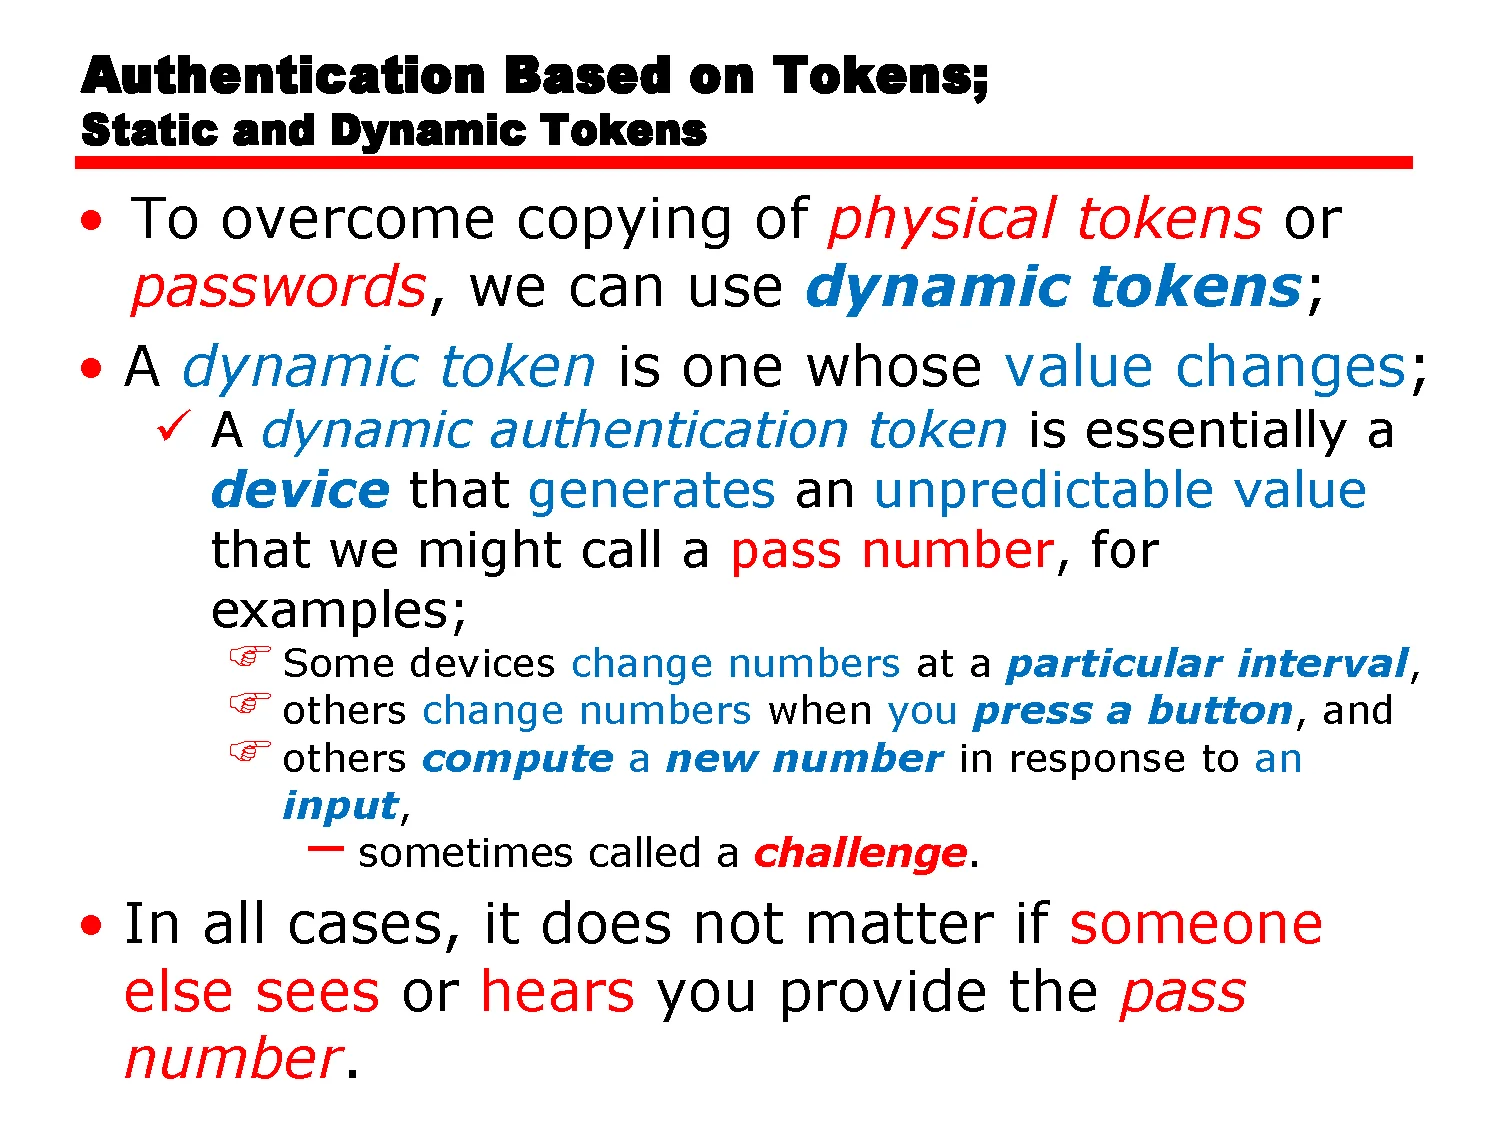 Authentication Based on Tokens;
Static and Dynamic Tokens
• To overcome copying of physical tokens or
passwords, we can use dynamic tokens;
• A dynamic token is one whose value changes;
✓ A dynamic authentication token is essentially a
device that generates an unpredictable value
that we might call a pass number, for
examples;
☞ Some devices change numbers at a particular interval,
☞ others change numbers when you press a button, and
☞ others compute a new number in response to an
input,
– sometimes called a challenge.
• In all cases, it does not matter if someone
else sees or hears you provide the pass
number.